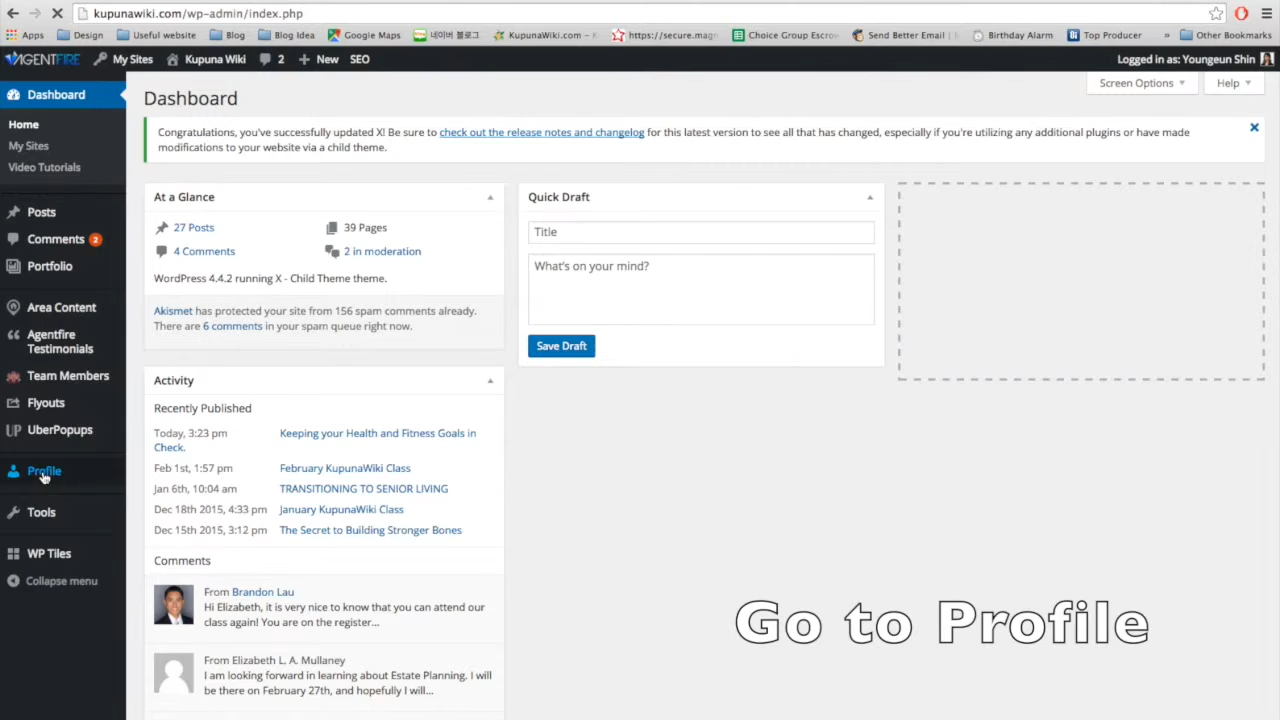 kupunawiki.com/wp-admin/index.php
Apps Design Useful website Blog Blog Idea Google Maps 네이버 블로그 KupunaWiki.com – K https://secure.magn Choice Group Escrow Send Better Email | Birthday Alarm Top Producer » Other Bookmarks
AGENTFIRE My Sites Kupuna Wiki 2 New SEO Logged in as: Youngeun Shin
Dashboard
Home
My Sites
Video Tutorials
Posts
Comments 2
Portfolio
Area Content
Agentfire
Testimonials
Team Members
Flyouts
UP UberPopups
Profile
Tools
WP Tiles
Collapse menu
Screen Options Help
Dashboard
Congratulations, you've successfully updated X! Be sure to check out the release notes and changelog for this latest version to see all that has changed, especially if you're utilizing any additional plugins or have made
modifications to your website via a child theme.
At a Glance
27 Posts 39 Pages
4 Comments 2 in moderation
WordPress 4.4.2 running X - Child Theme theme.
Akismet has protected your site from 156 spam comments already.
There are 6 comments in your spam queue right now.
Activity
Recently Published
Today, 3:23 pm Keeping your Health and Fitness Goals in
Check.
Feb 1st, 1:57 pm February KupunaWiki Class
Jan 6th, 10:04 am TRANSITIONING TO SENIOR LIVING
Dec 18th 2015, 4:33 pm January KupunaWiki Class
Dec 15th 2015, 3:12 pm The Secret to Building Stronger Bones
Comments
From Brandon Lau
Hi Elizabeth, it is very nice to know that you can attend our
class again! You are on the register...
From Elizabeth L. A. Mullaney
I am looking forward in learning about Estate Planning. I will
be there on February 27th, and hopefully I will...
Quick Draft
Title
What's on your mind?
Save Draft
Go to Profile